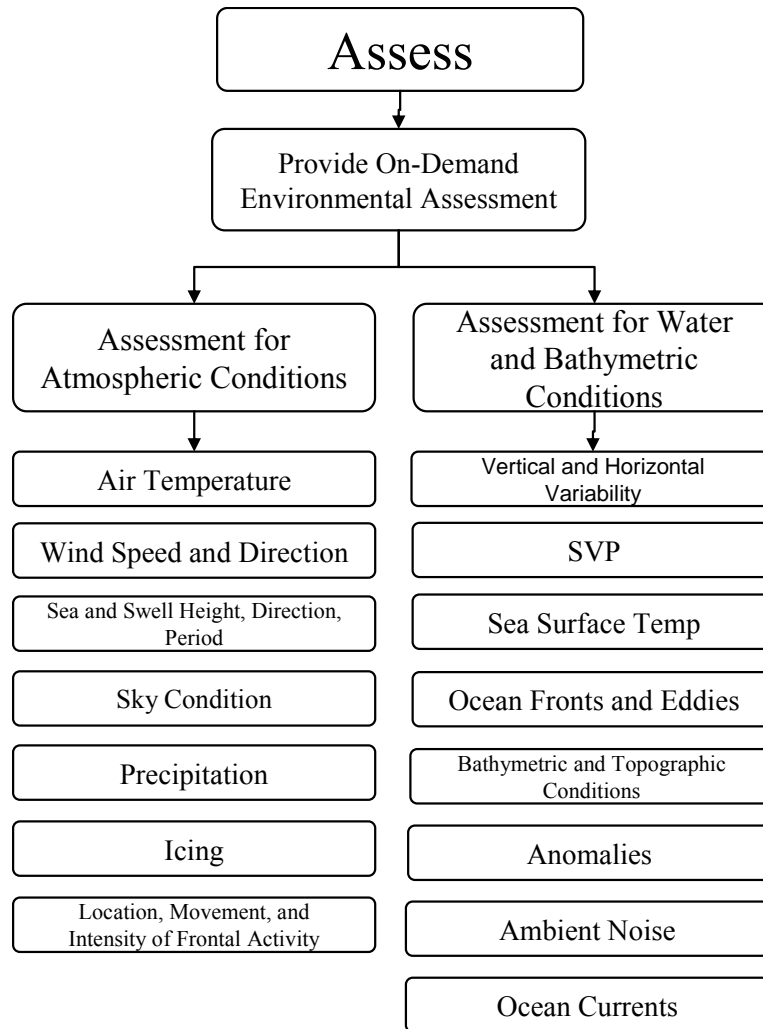 Assess
Provide On-Demand
Environmental Assessment
Assessment for
Atmospheric Conditions
Air Temperature
Wind Speed and Direction
Sea and Swell Height, Direction,
Period
Sky Condition
Precipitation
Icing
Location, Movement, and
Intensity of Frontal Activity
Assessment for Water
and Bathymetric
Conditions
Vertical and Horizontal
Variability
SVP
Sea Surface Temp
Ocean Fronts and Eddies
Bathymetric and Topographic
Conditions
Anomalies
Ambient Noise
Ocean Currents